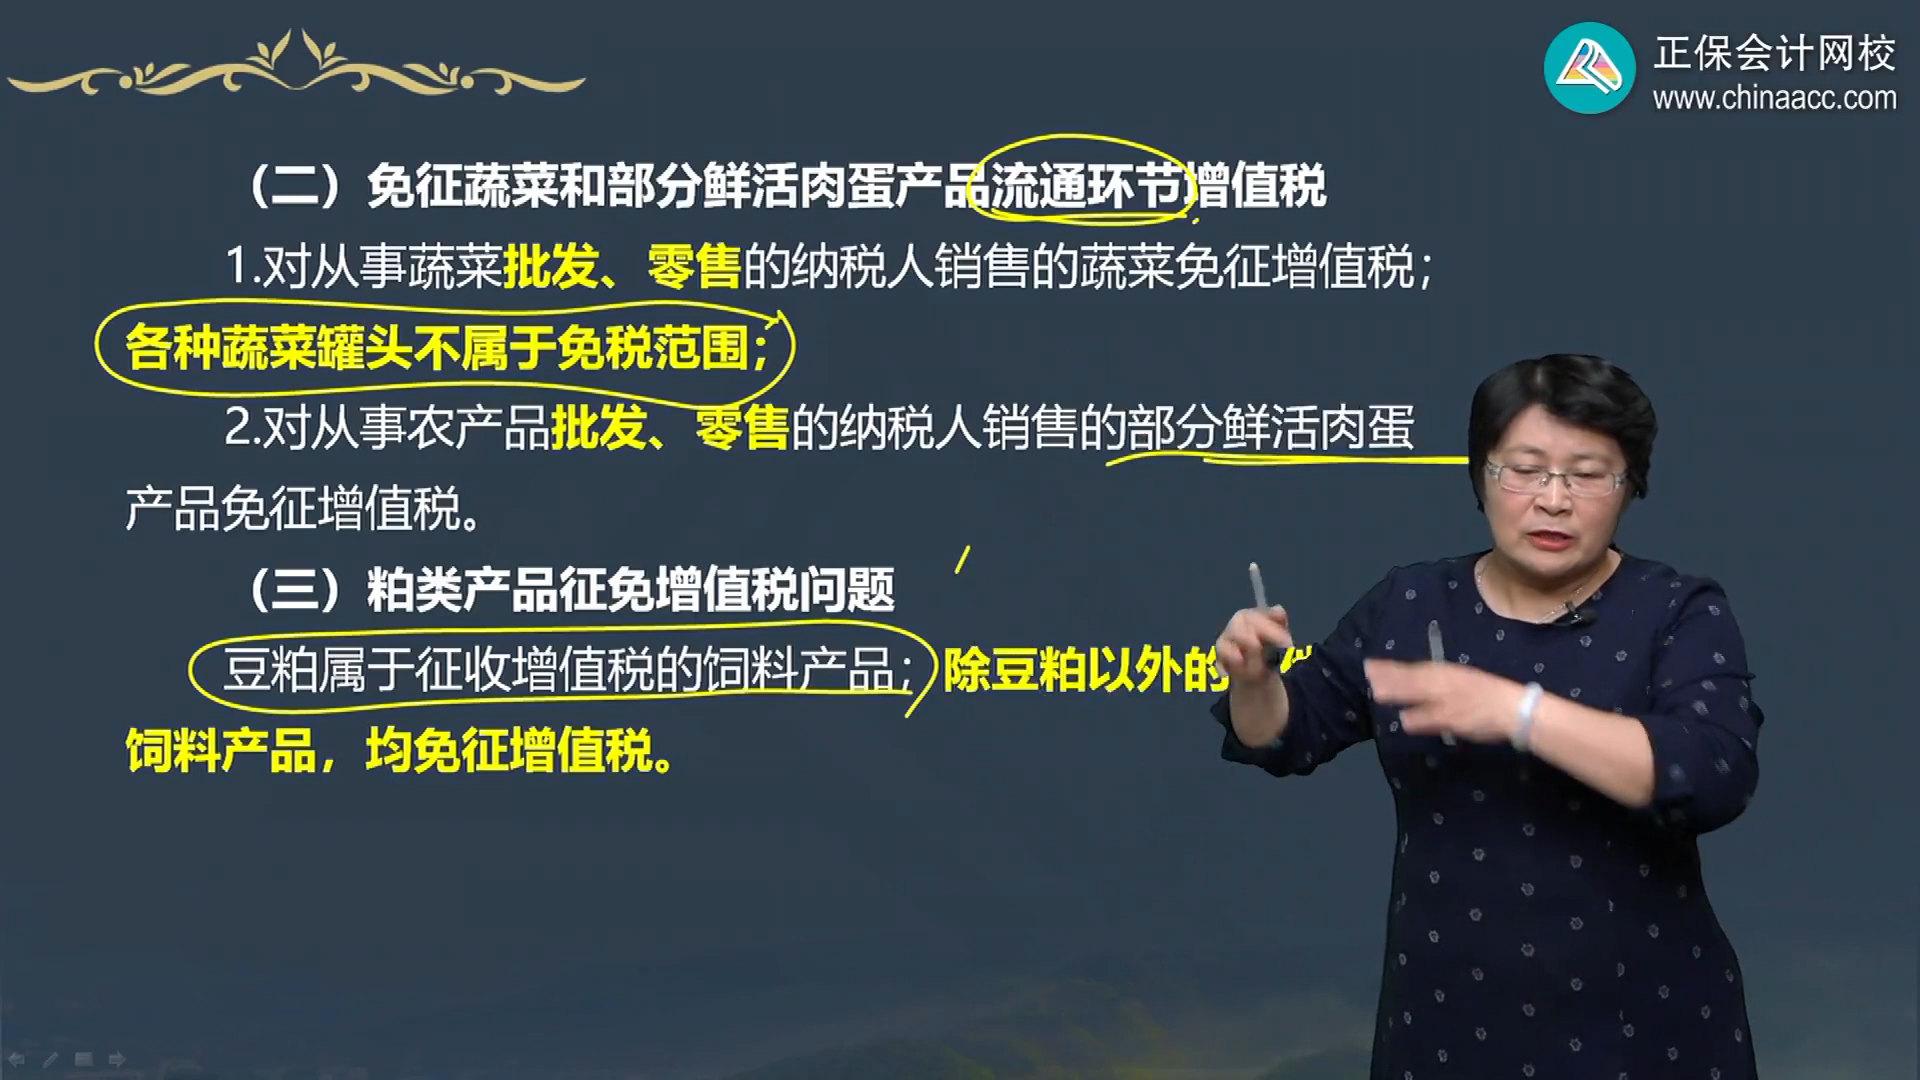 正保会计网校
www.chinaacc.com
（二）免征蔬菜和部分鲜活肉蛋产品流通环节增值税
1.对从事蔬菜批发、零售的纳税人销售的蔬菜免征增值税；
各种蔬菜罐头不属于免税范围；
2.对从事农产品批发、零售的纳税人销售的部分鲜活肉蛋
产品免征增值税。
（三）粕类产品征免增值税问题
豆粕属于征收增值税的饲料产品；除豆粕以外的
饲料产品，均免征增值税。